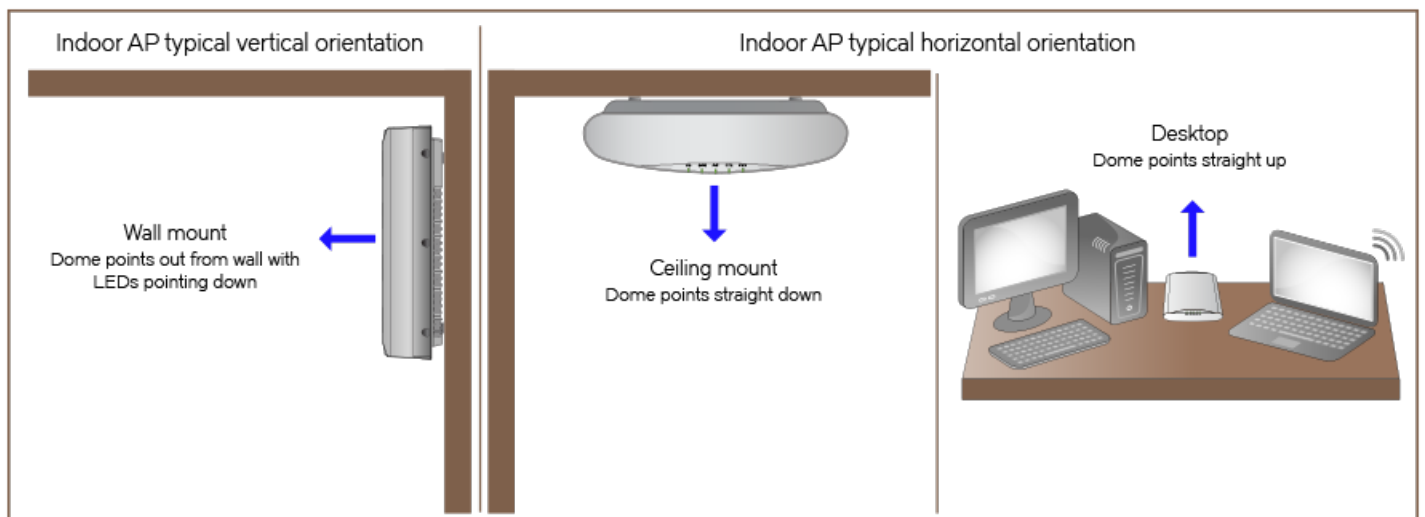 Indoor AP typical vertical orientation
Wall mount
Dome points out from wall with
LEDs pointing down
Indoor AP typical horizontal orientation
Ceiling mount
Dome points straight down
Desktop
Dome points straight up